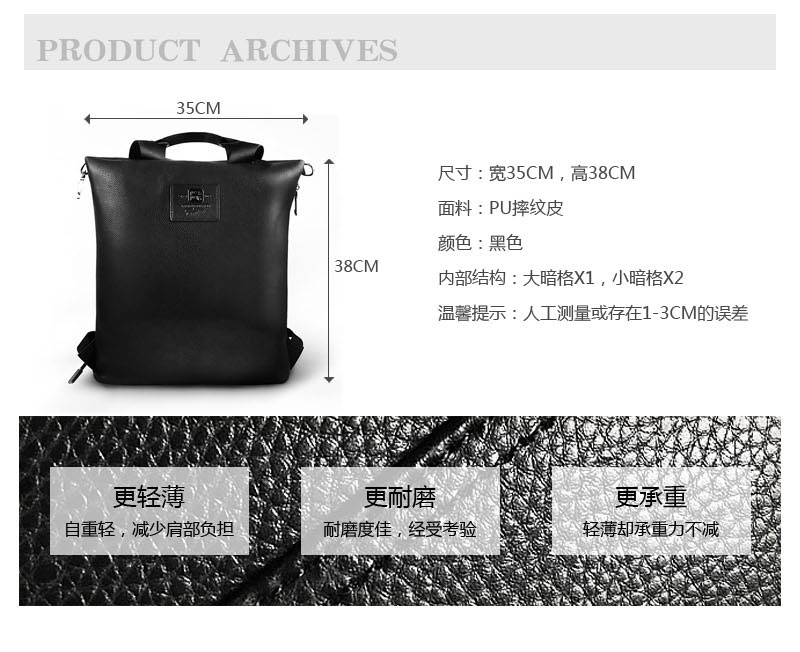 PRODUCT ARCHIVES
35CM
38CM
尺寸：宽35CM，高38CM
面料：PU摔纹皮
颜色：黑色
内部结构：大暗格X1，小暗格X2
温馨提示：人工测量或存在1-3CM的误差
更轻薄
自重轻，减少肩部负担
更耐磨
耐磨度佳，经受考验
更承重
轻薄却承重力不减